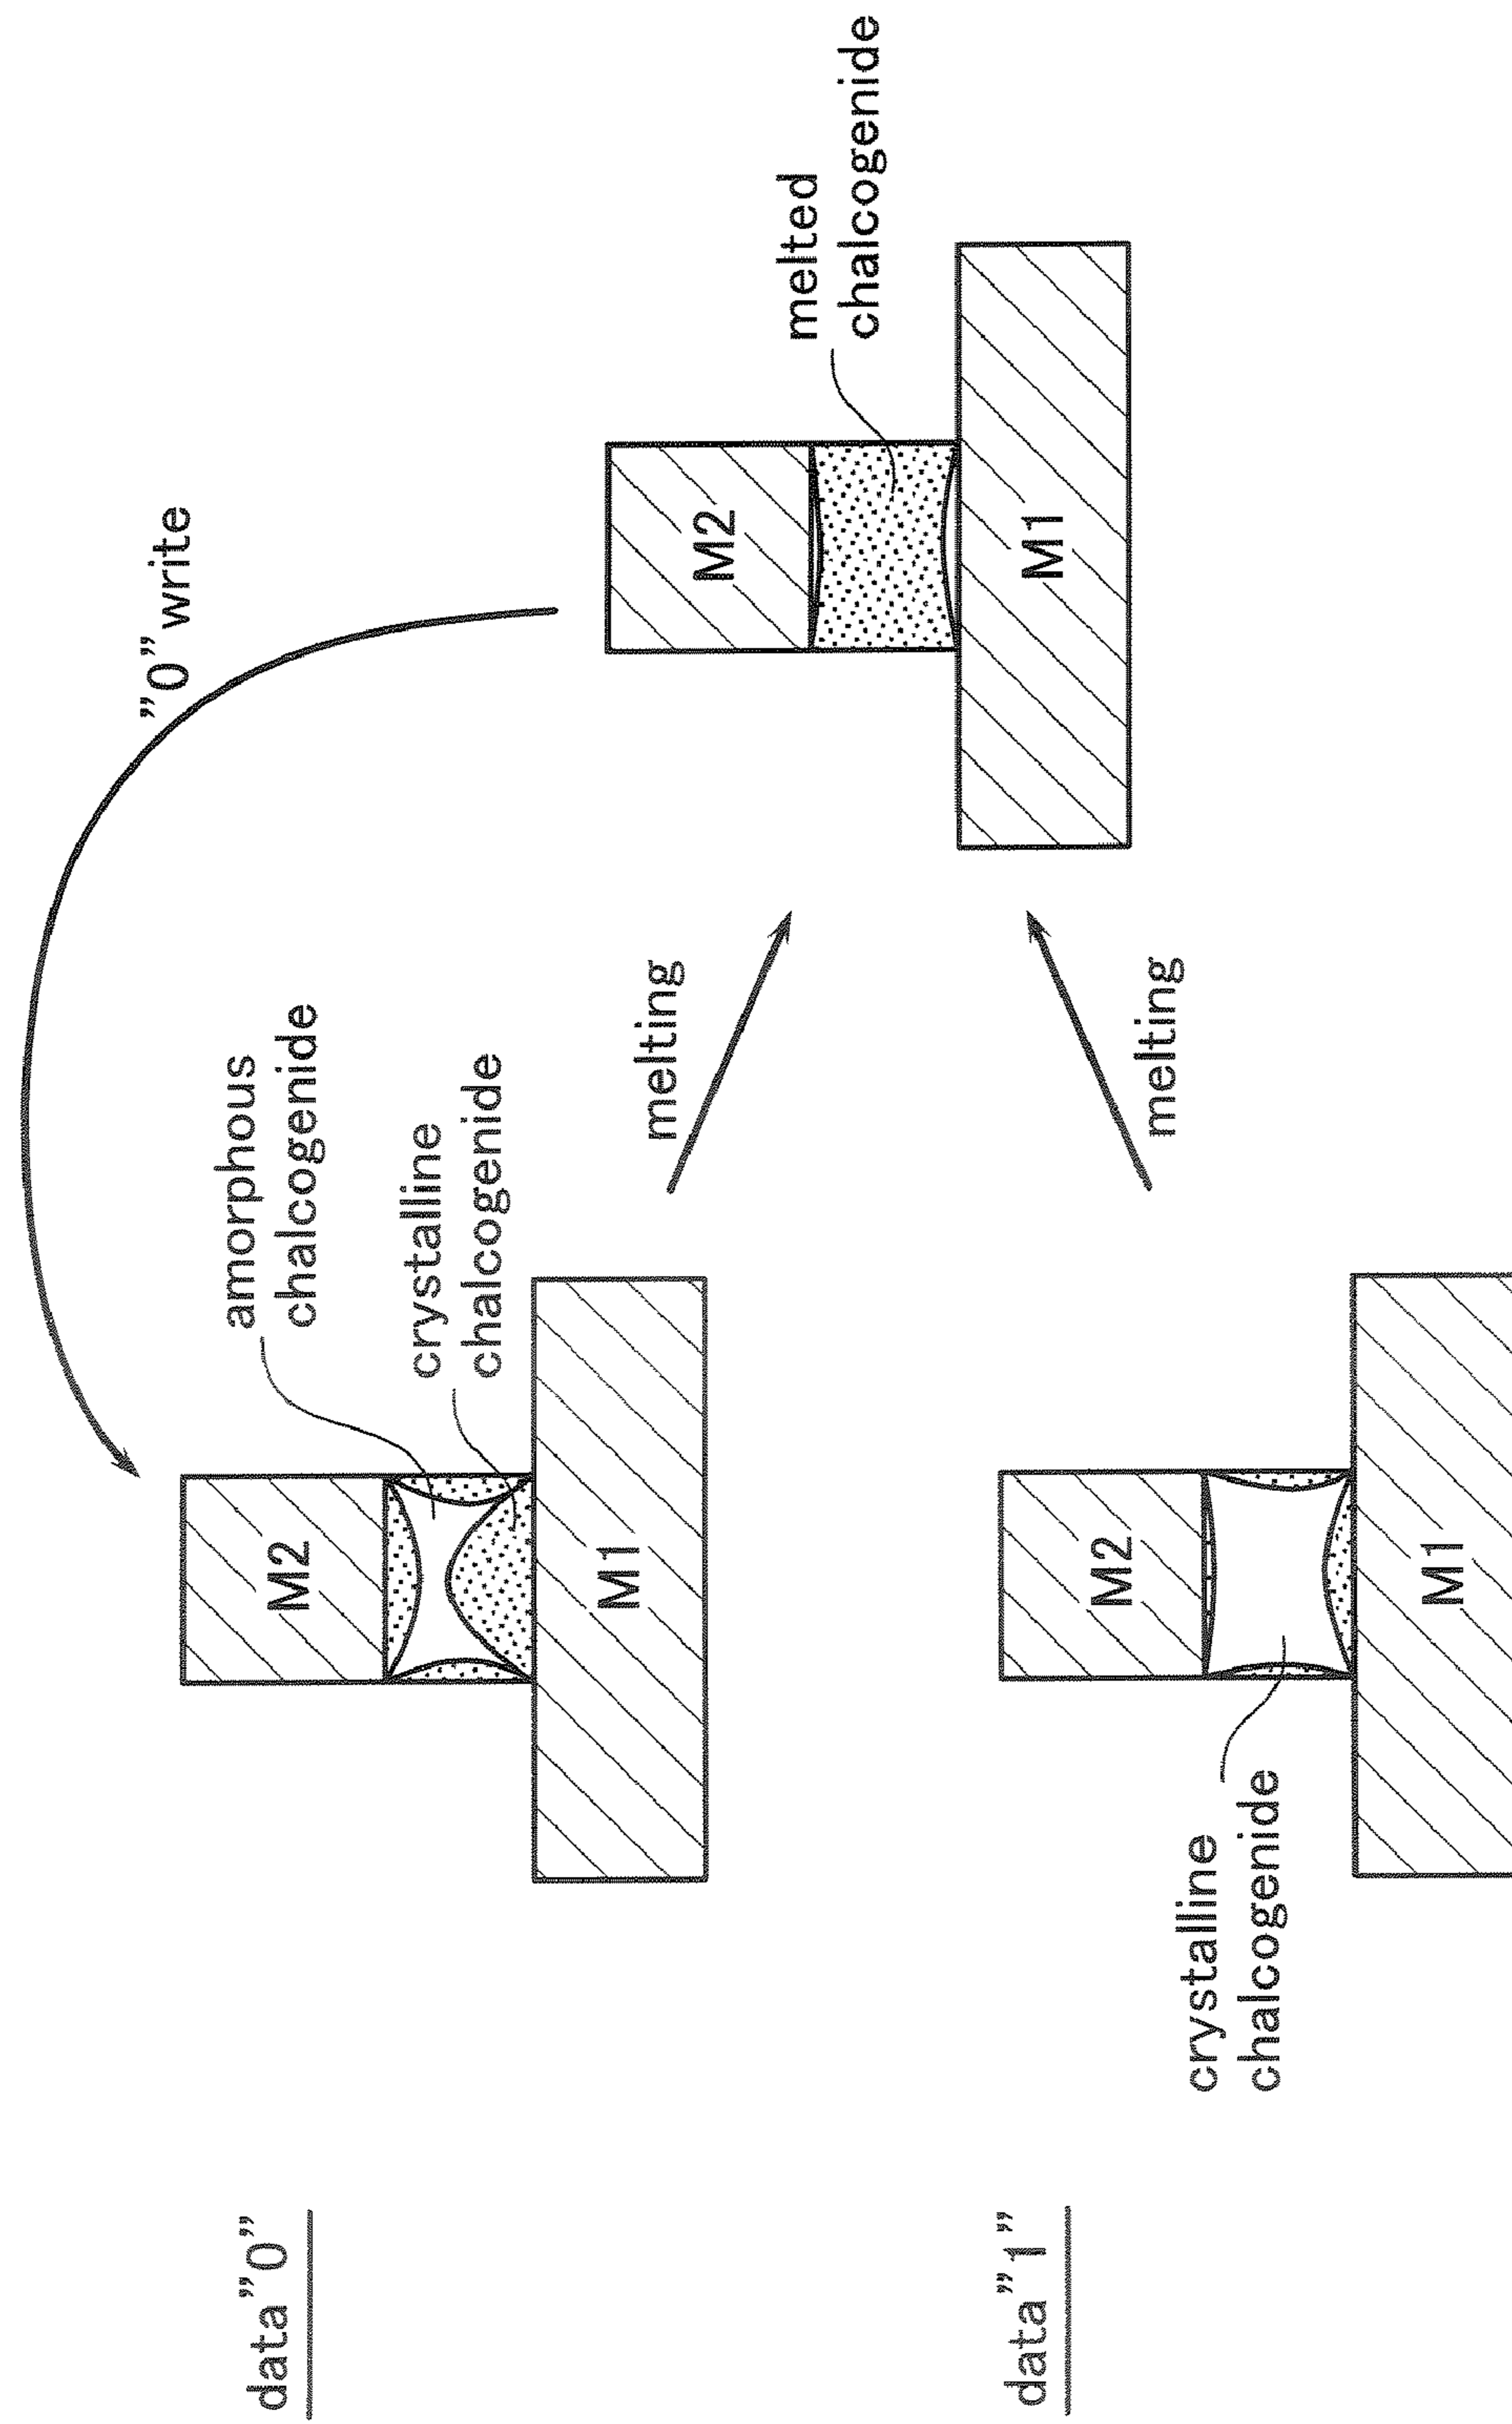 "0" write
data "0"
M2
amorphous
chalcogenide
crystalline
chalcogenide
M1
melting
M2
melted
chalcogenide
M1
data "1"
M2
crystalline
chalcogenide
M1
melting